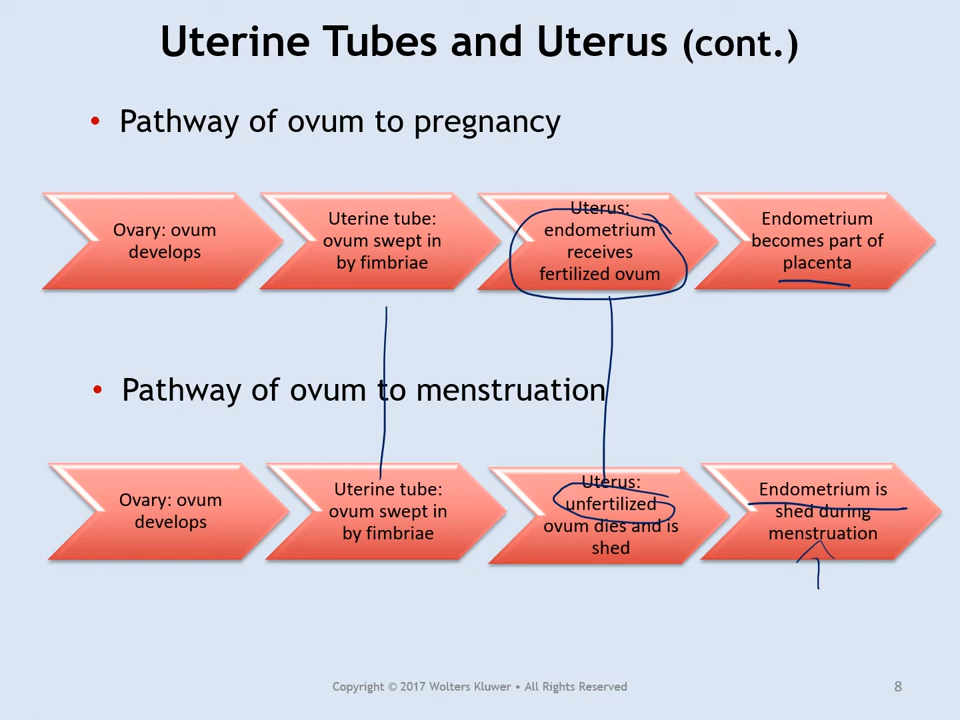 Uterine Tubes and Uterus (cont.)
• Pathway of ovum to pregnancy
Ovary: ovum
develops
Uterine tube:
ovum swept in
by fimbriae
Uterus:
endometrium
receives
fertilized ovum
Endometrium
becomes part of
placenta
• Pathway of ovum to menstruation
Ovary: ovum
develops
Uterine tube:
ovum swept in
by fimbriae
Uterus:
unfertilized
ovum dies and is
shed
Endometrium is
shed during
menstruation
Copyright © 2017 Wolters Kluwer • All Rights Reserved
8